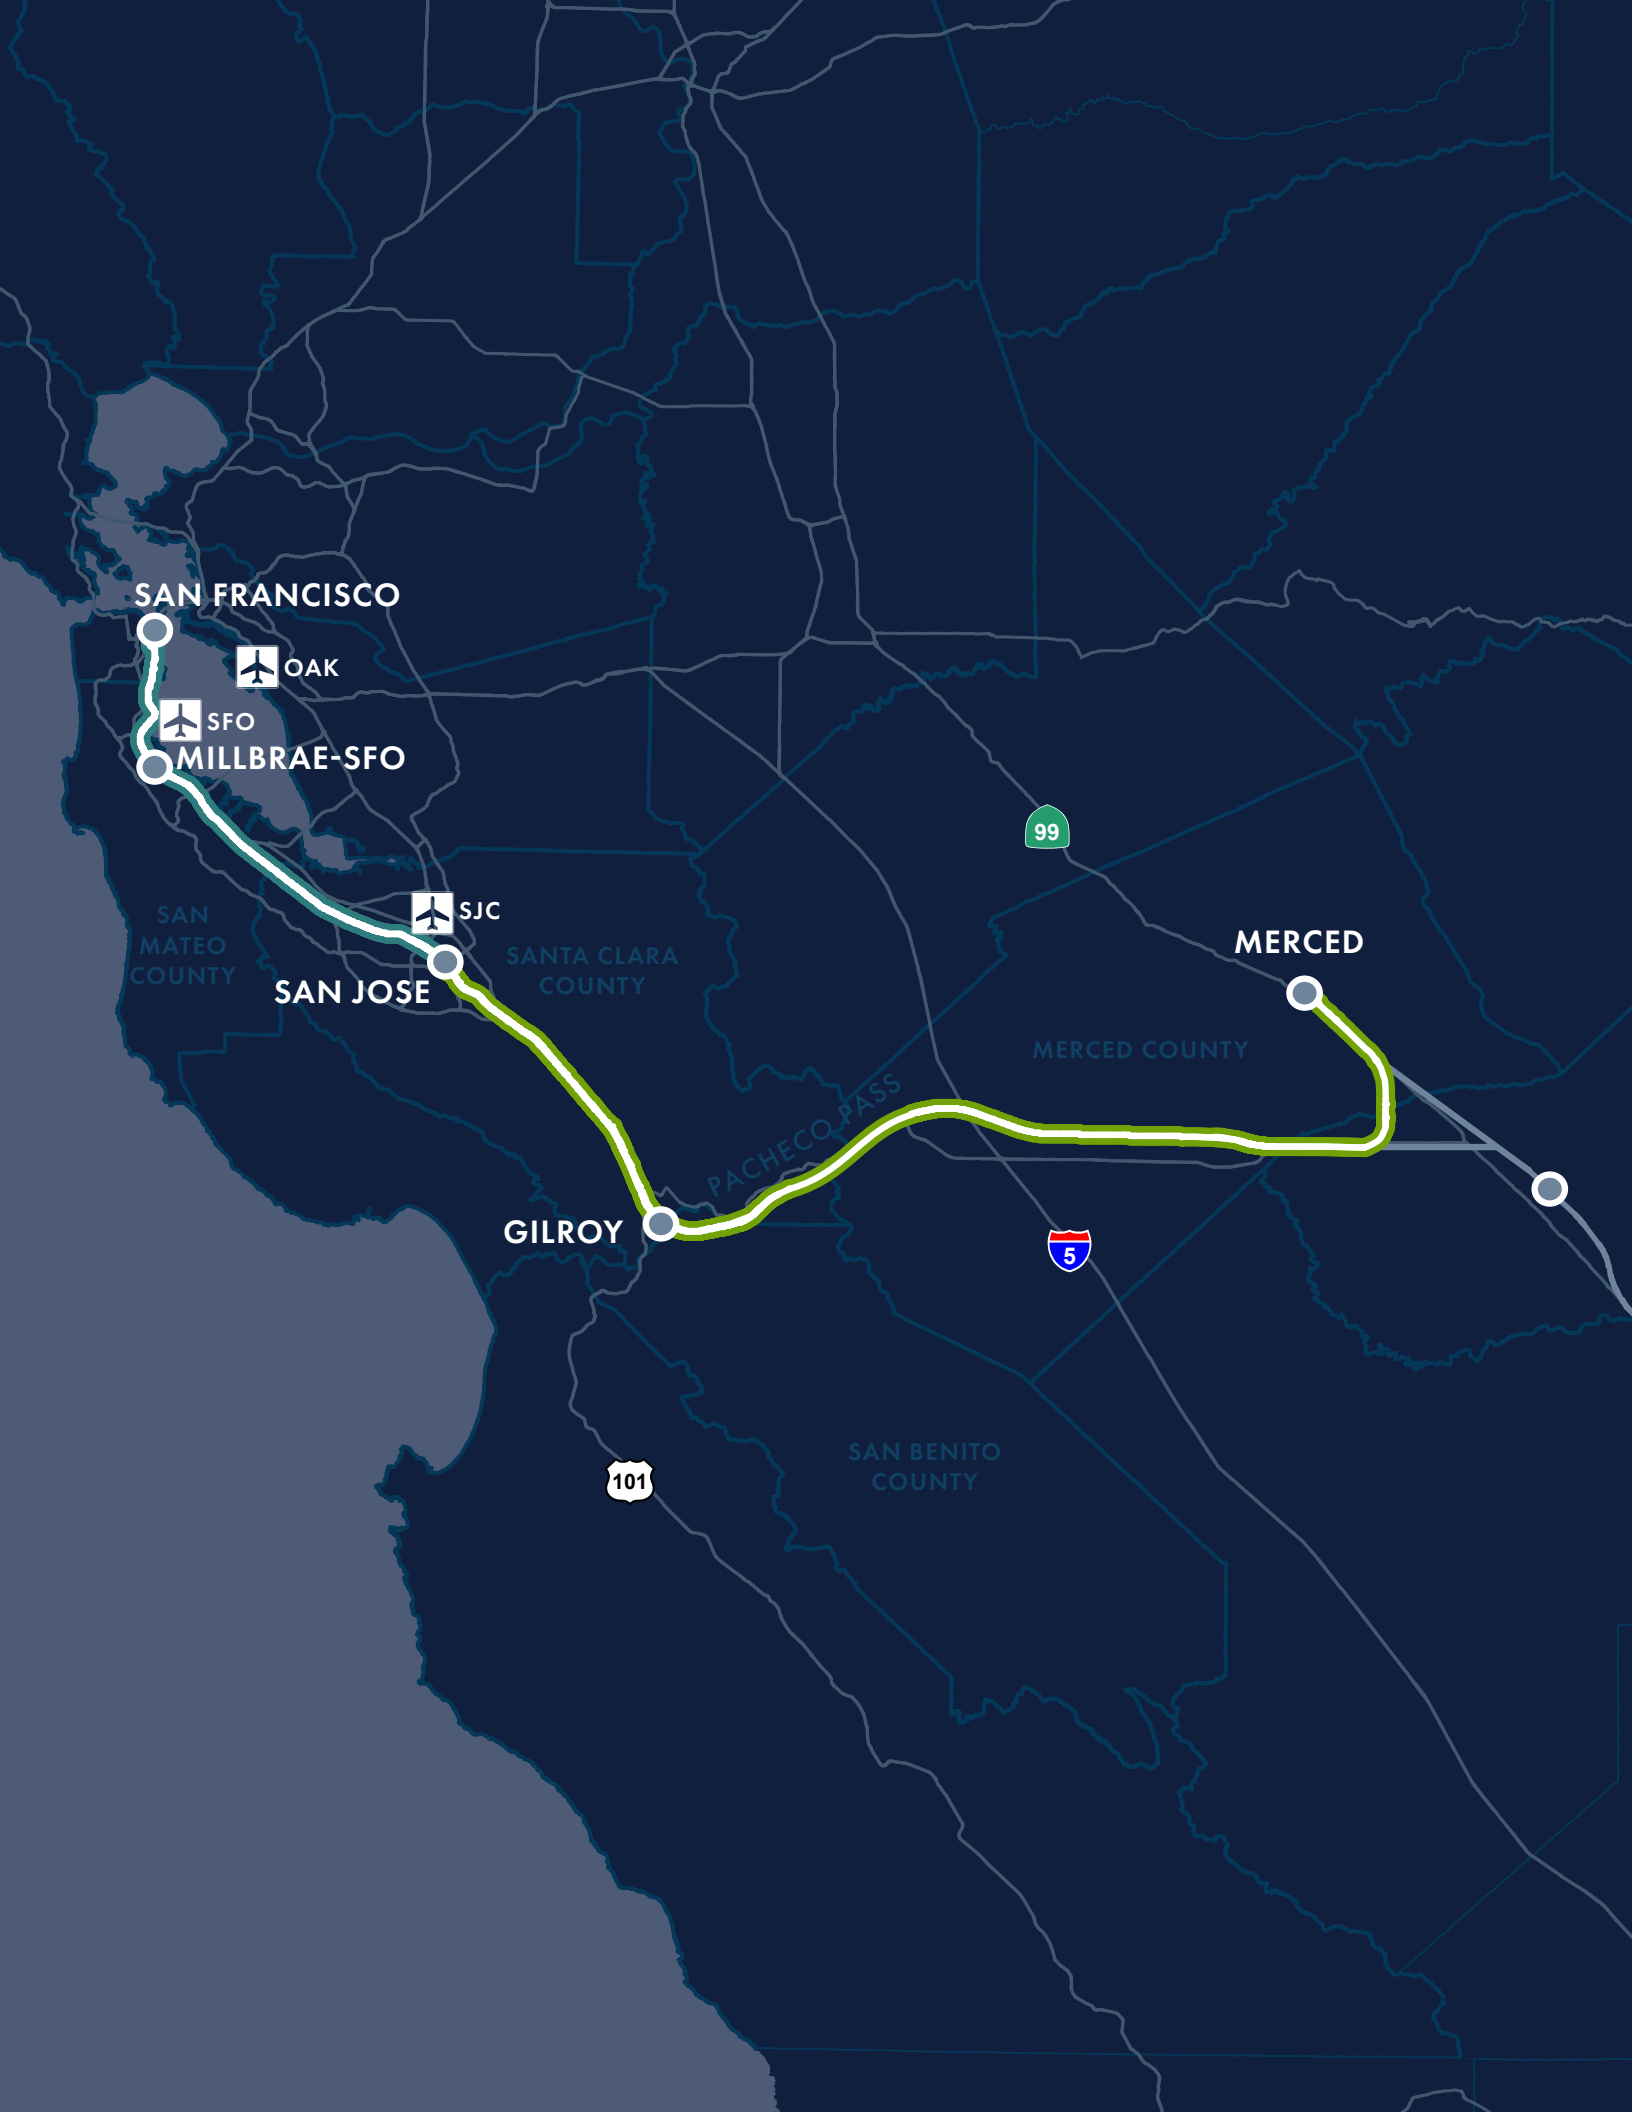 SAN FRANCISCO
OAK
SFO
MILLBRAE-SFO
99
SJC
SAN
MATEO
COUNTY
SANTA CLARA
COUNTY
MERCED
SAN JOSE
MERCED COUNTY
PACHECO PASS
GILROY
5
SAN BENITO
COUNTY
101